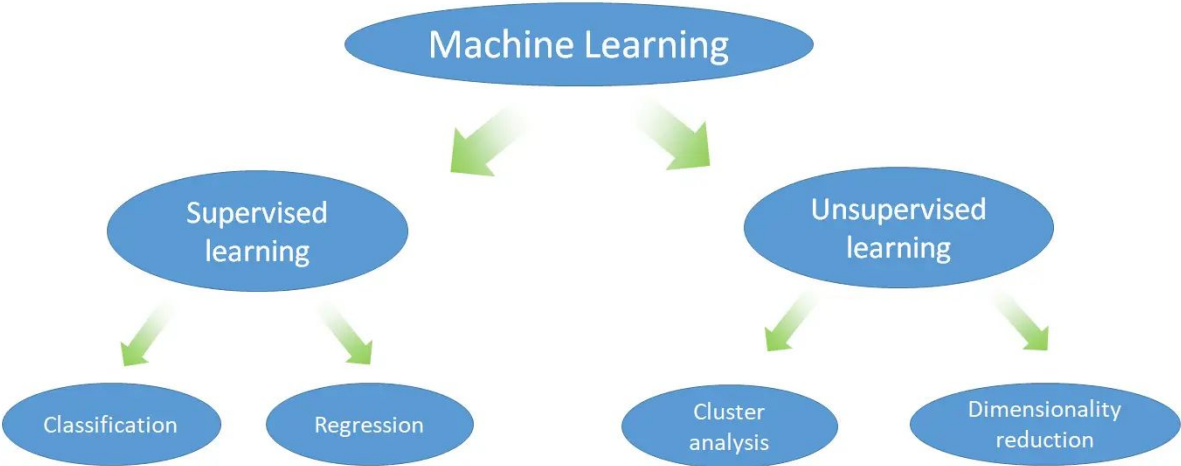 Machine Learning
Supervised
learning
Unsupervised
learning
Classification
Regression
Cluster
analysis
Dimensionality
reduction